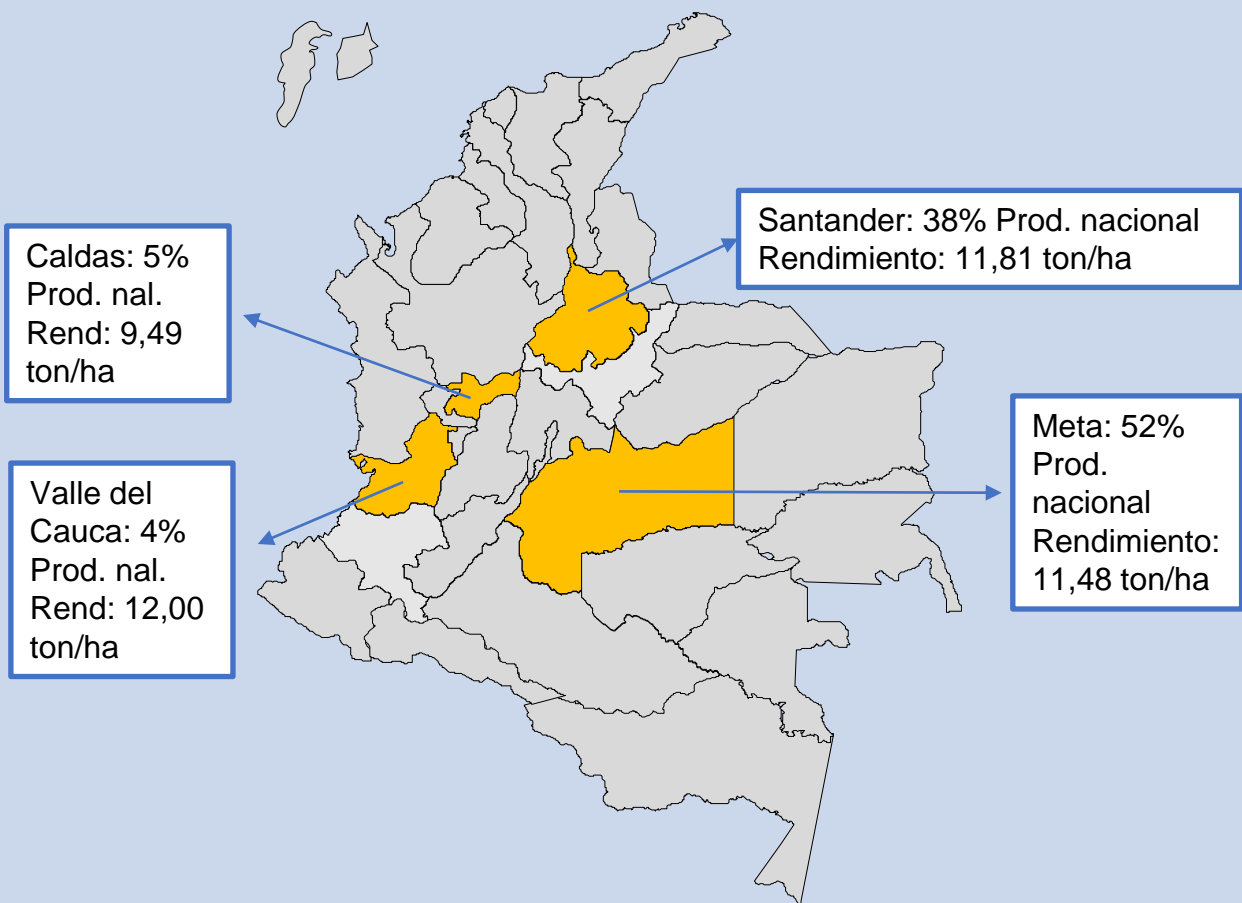 Santander: 38% Prod. nacional
Rendimiento: 11,81 ton/ha
Caldas: 5%
Prod. nal.
Rend: 9,49
ton/ha
Meta: 52%
Prod.
nacional
Rendimiento:
11,48 ton/ha
Valle del
Cauca: 4%
Prod. nal.
Rend: 12,00
ton/ha